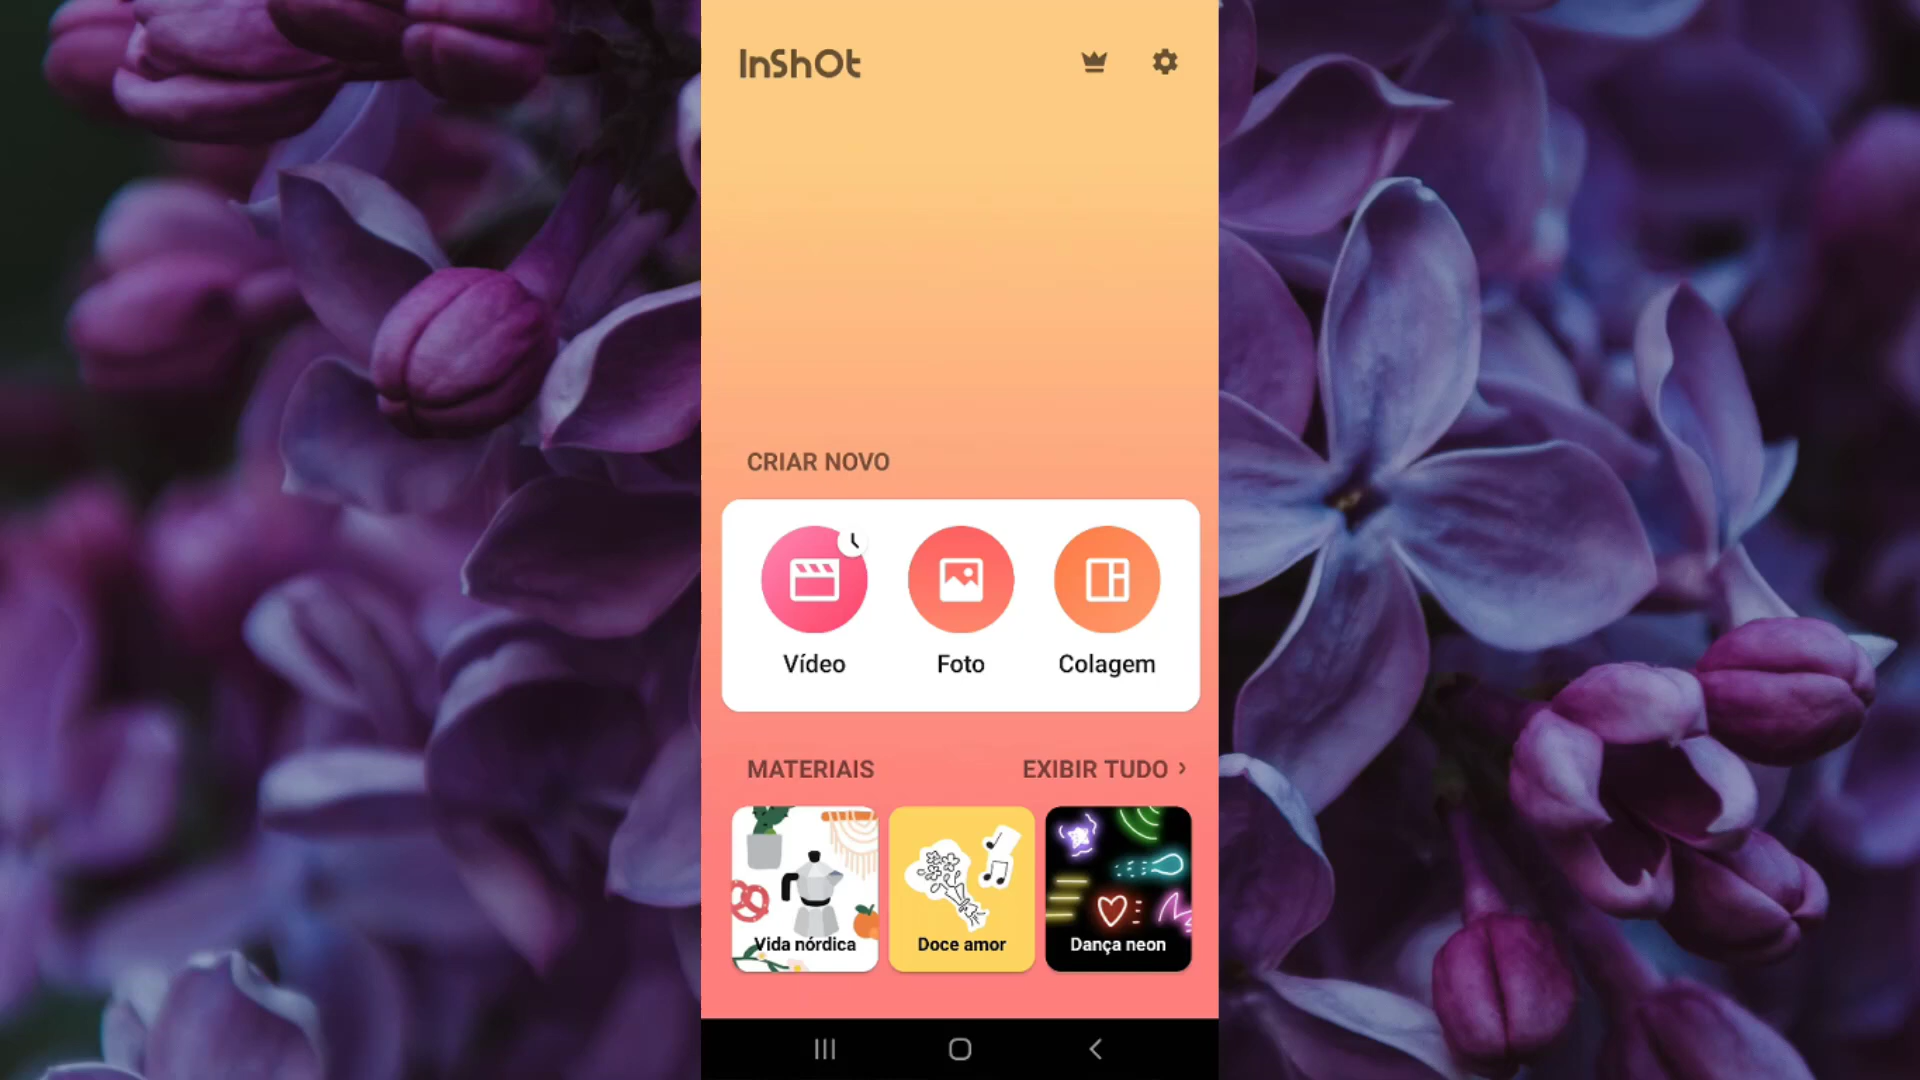 InShOt
CRIAR NOVO
Vídeo
Foto
Colagem
MATERIAIS
EXIBIR TUDO
Vida nórdica
Doce amor
Dança neon